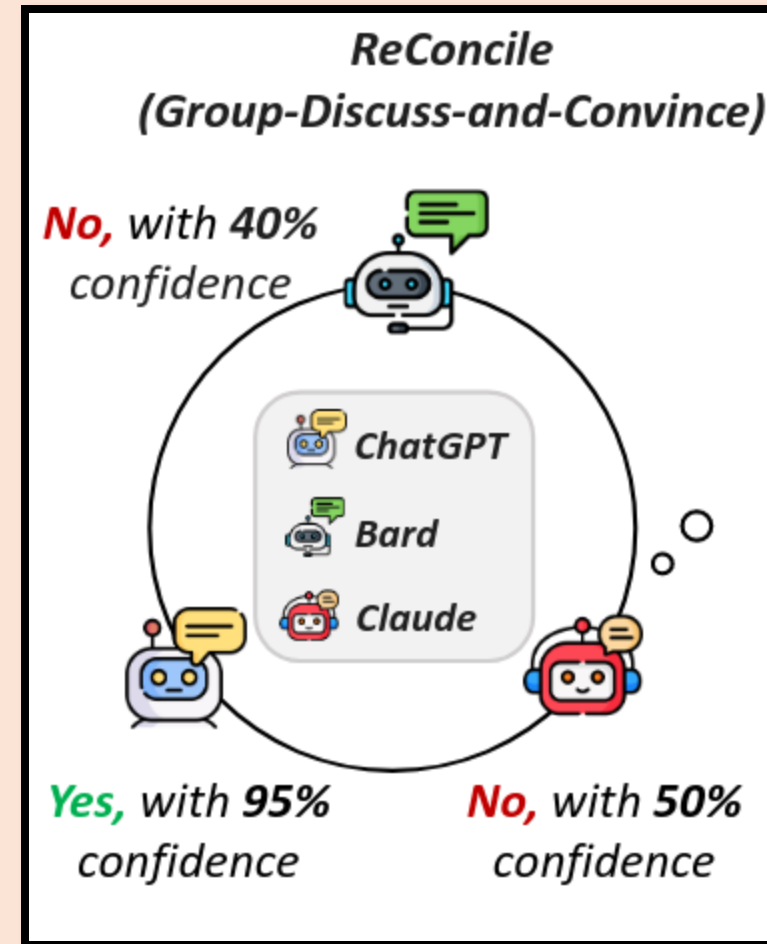 ReConcile
(Group-Discuss-and-Convince)
No, with 40%
confidence
ChatGPT
Bard
Claude
Yes, with 95%
confidence
No, with 50%
confidence